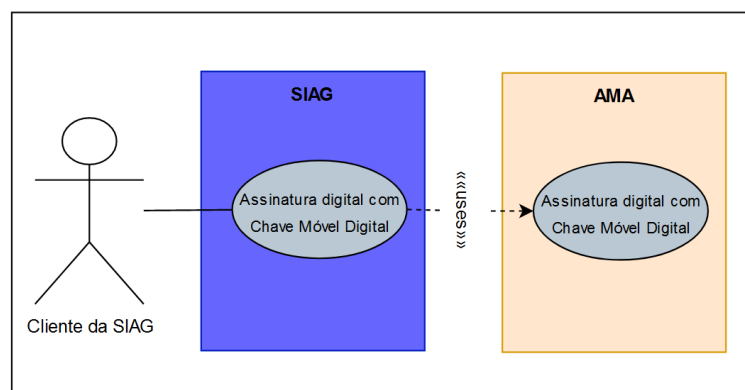 SIAG
AMA
Assinatura digital com
Chave Móvel Digital
««uses»»
Assinatura digital com
Chave Móvel Digital
Cliente da SIAG